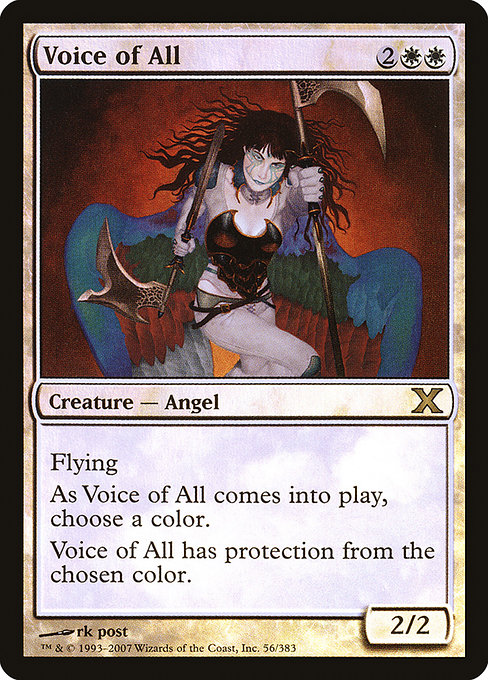 Voice of All 2
Creature — Angel X
Flying
As Voice of All comes into play,
choose a color.
Voice of All has protection from the
chosen color.
rk post
2/2
™ & © 1993–2007 Wizards of the Coast, Inc. 56/383